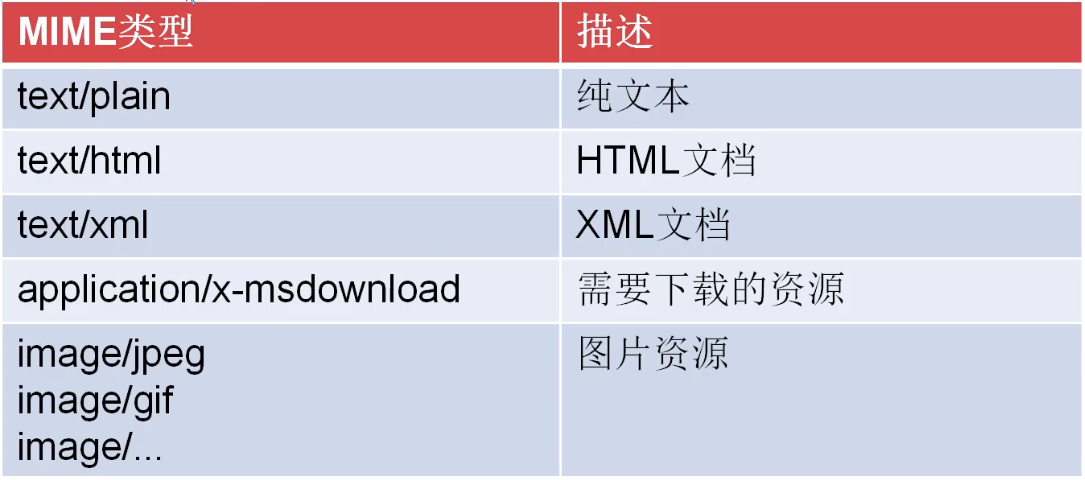 MIME类型 描述
text/plain 纯文本
text/html HTML文档
text/xml XML文档
application/x-msdownload 需要下载的资源
image/jpeg 图片资源
image/gif
image/...